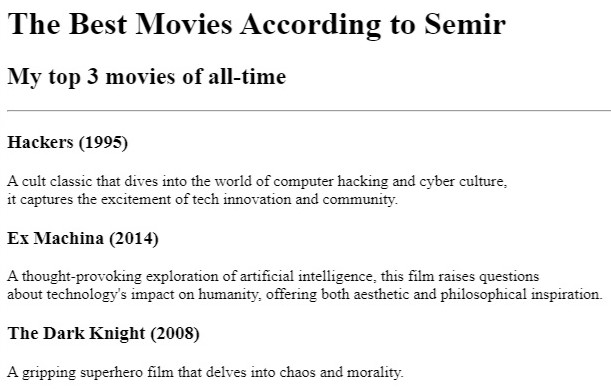 The Best Movies According to Semir
My top 3 movies of all-time
Hackers (1995)
A cult classic that dives into the world of computer hacking and cyber culture,
it captures the excitement of tech innovation and community.
Ex Machina (2014)
A thought-provoking exploration of artificial intelligence, this film raises questions
about technology's impact on humanity, offering both aesthetic and philosophical inspiration.
The Dark Knight (2008)
A gripping superhero film that delves into chaos and morality.